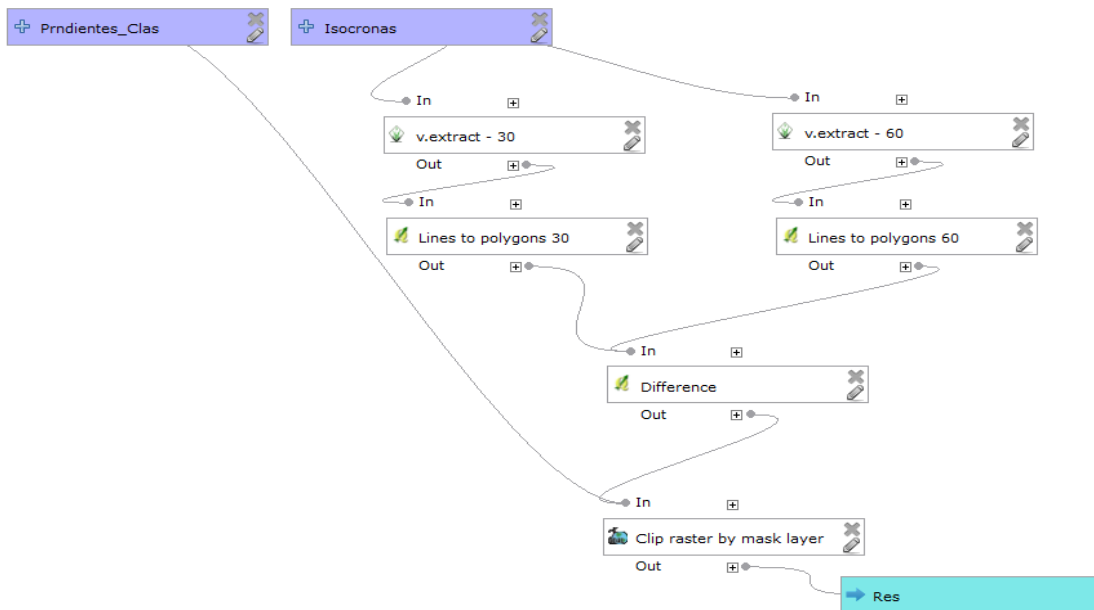 Prndientes_Clas
Isocronas
In
In
v.extract - 30
v.extract - 60
Out
Out
In
In
Lines to polygons 30
Lines to polygons 60
Out
Out
In
Difference
Out
In
Clip raster by mask layer
Out
Res